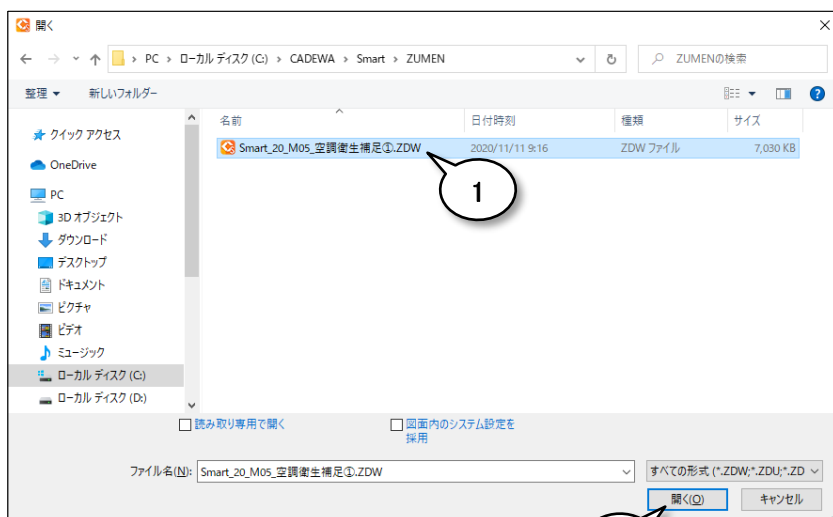 開く
PC › ローカル ディスク (C:) › CADEWA › Smart › ZUMEN
ZUMENの検索
整理 新しいフォルダー
名前 日付時刻 種類 サイズ
Smart_20_M05_空調衛生補足①.ZDW 2020/11/11 9:16 ZDW ファイル 7,030 KB
1
クイック アクセス
OneDrive
PC
3D オブジェクト
ダウンロード
デスクトップ
ドキュメント
ピクチャ
ビデオ
ミュージック
ローカル ディスク (C:)
ローカル ディスク (D:)
読み取り専用で開く
図面内のシステム設定を
採用
ファイル名(N): Smart_20_M05_空調衛生補足①.ZDW
すべての形式 (*.ZDW;*.ZDU;*.ZD
開く(O) キャンセル